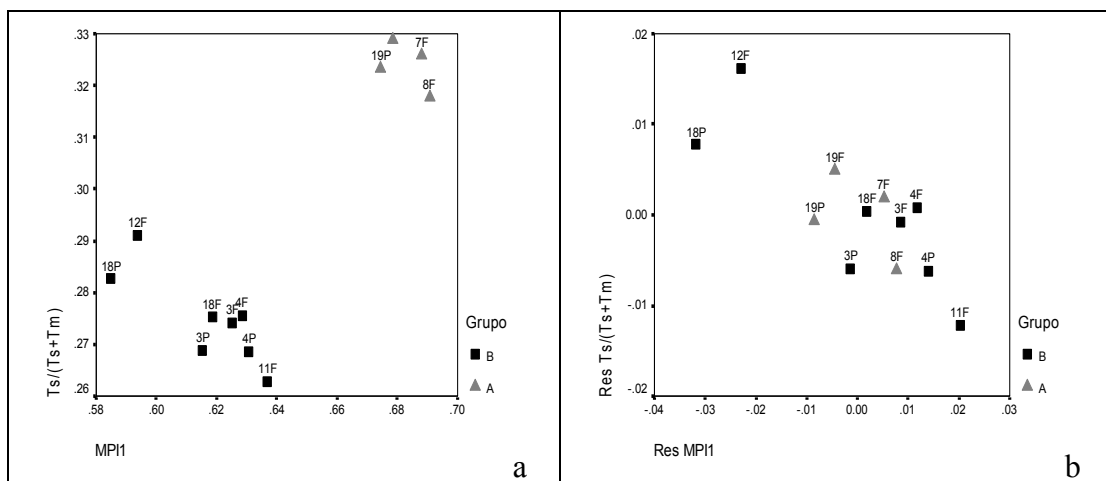 .33
.32
.31
.30
.29
.28
.27
.26
Ts/(Ts+Tm)
.58 .60 .62 .64 .66 .68 .70
MPI1
7F
19P
8F
12F
18P
18F
3F
4F
3P
4P
11F
Grupo
B
A
a
.02
.01
0.00
-.01
-.02
Res Ts/(Ts+Tm)
-.04 -.03 -.02 -.01 0.00 .01 .02 .03
Res MPI1
12F
18P
19F
7F
4F
19P
18F
3F
3P
8F
4P
11F
Grupo
B
A
b